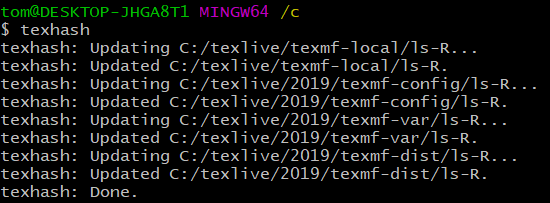 tom@DESKTOP-JHGA8T1 MINGW64 /c
$ texhash
texhash: Updating C:/texlive/texmf-local/ls-R...
texhash: Updated C:/texlive/texmf-local/ls-R.
texhash: Updating C:/texlive/2019/texmf-config/ls-R...
texhash: Updated C:/texlive/2019/texmf-config/ls-R.
texhash: Updating C:/texlive/2019/texmf-var/ls-R...
texhash: Updated C:/texlive/2019/texmf-var/ls-R.
texhash: Updating C:/texlive/2019/texmf-dist/ls-R...
texhash: Updated C:/texlive/2019/texmf-dist/ls-R.
texhash: Done.